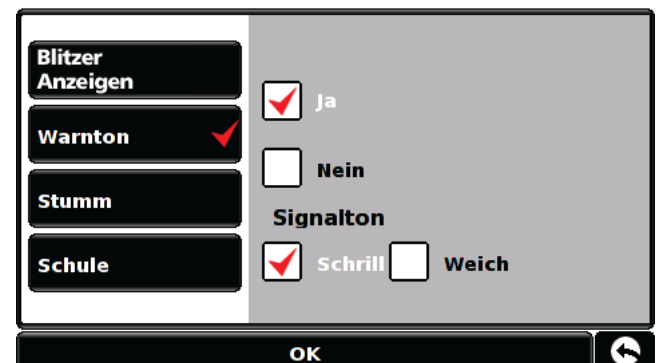 Blitzer
Anzeigen
Warnton
Stumm
Schule
Ja
Nein
Signalton
Schrill Weich
OK